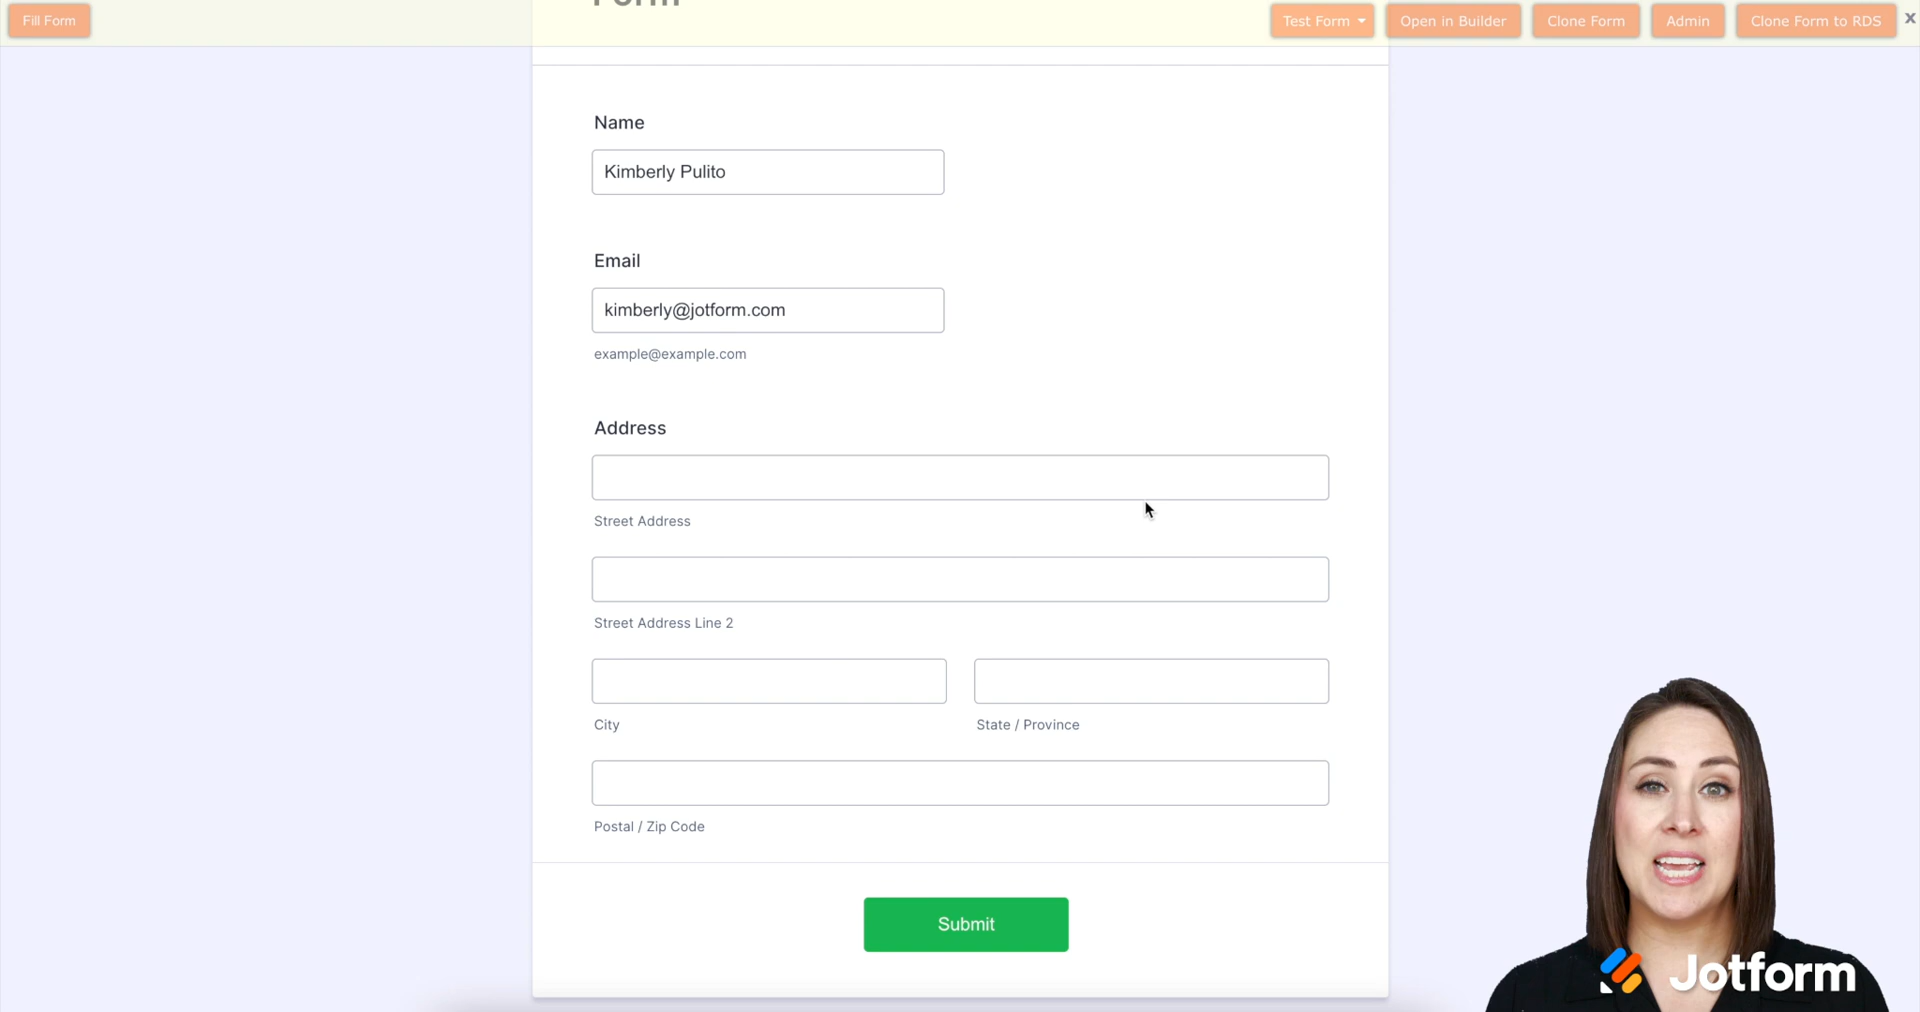 Form
Fill Form
Test Form
Open in Builder
Clone Form
Admin
Clone Form to RDS
x
Name
Kimberly Pulito
Email
kimberly@jotform.com
example@example.com
Address
Street Address
Street Address Line 2
City
State / Province
Postal / Zip Code
Submit
Jotform